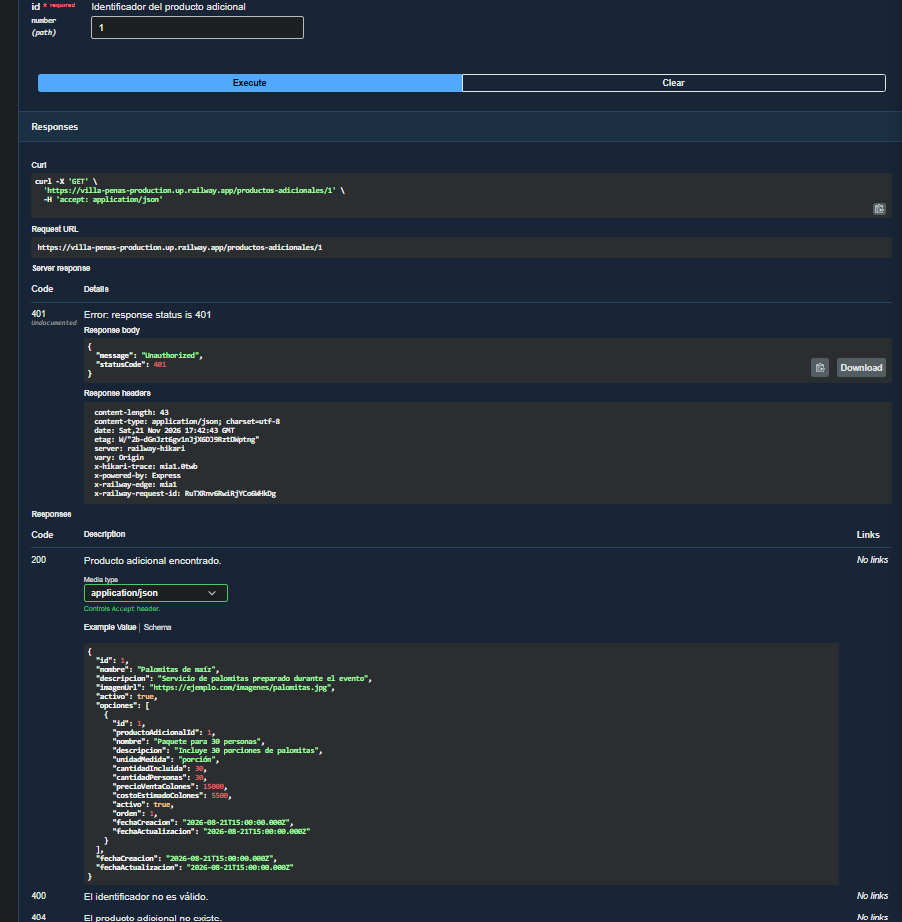 id * required
Identificador del producto adicional
number
(path)
1
Execute
Clear
Responses
Curl
curl -X 'GET' \
'https://villa-penas-production.up.railway.app/productos-adicionales/1' \
-H 'accept: application/json'
Request URL
https://villa-penas-production.up.railway.app/productos-adicionales/1
Server response
Code Details
401
Undocumented
Error: response status is 401
Response body
{
"message": "Unauthorized",
"statusCode": 401
}
Download
Response headers
content-length: 43
content-type: application/json; charset=utf-8
date: Sat,21 Nov 2026 17:42:43 GMT
server: railway-hikari
vary: Origin
x-hikari-trace: mia1.0twb
x-powered-by: Express
x-railway-edge: mia1
x-railway-request-id: RuTXRnv6RwiRjYCo6WHkDg
Responses
Code Description Links
200 Producto adicional encontrado. No links
Media type
application/json
Controls Accept header.
Example Value | Schema
{
"id": 1,
"nombre": "Palomitas de maíz",
"descripcion": "Servicio de palomitas preparado durante el evento",
"imagenUrl": "https://ejemplo.com/imagenes/palomitas.jpg",
"activo": true,
"opciones": [
{
"id": 1,
"productoAdicionalId": 1,
"nombre": "Paquete para 30 personas",
"descripcion": "Incluye 30 porciones de palomitas",
"unidadMedida": "porción",
"cantidadIncluida": 30,
"cantidadPersonas": 30,
"precioVentaColones": 15000,
"costoEstimadoColones": 5500,
"activo": true,
"orden": 1,
"fechaCreacion": "2026-08-21T15:00:00.000Z",
"fechaActualizacion": "2026-08-21T15:00:00.000Z"
}
],
"fechaCreacion": "2026-08-21T15:00:00.000Z",
"fechaActualizacion": "2026-08-21T15:00:00.000Z"
}
400 El identificador no es válido. No links
404 El producto adicional no existe. No links